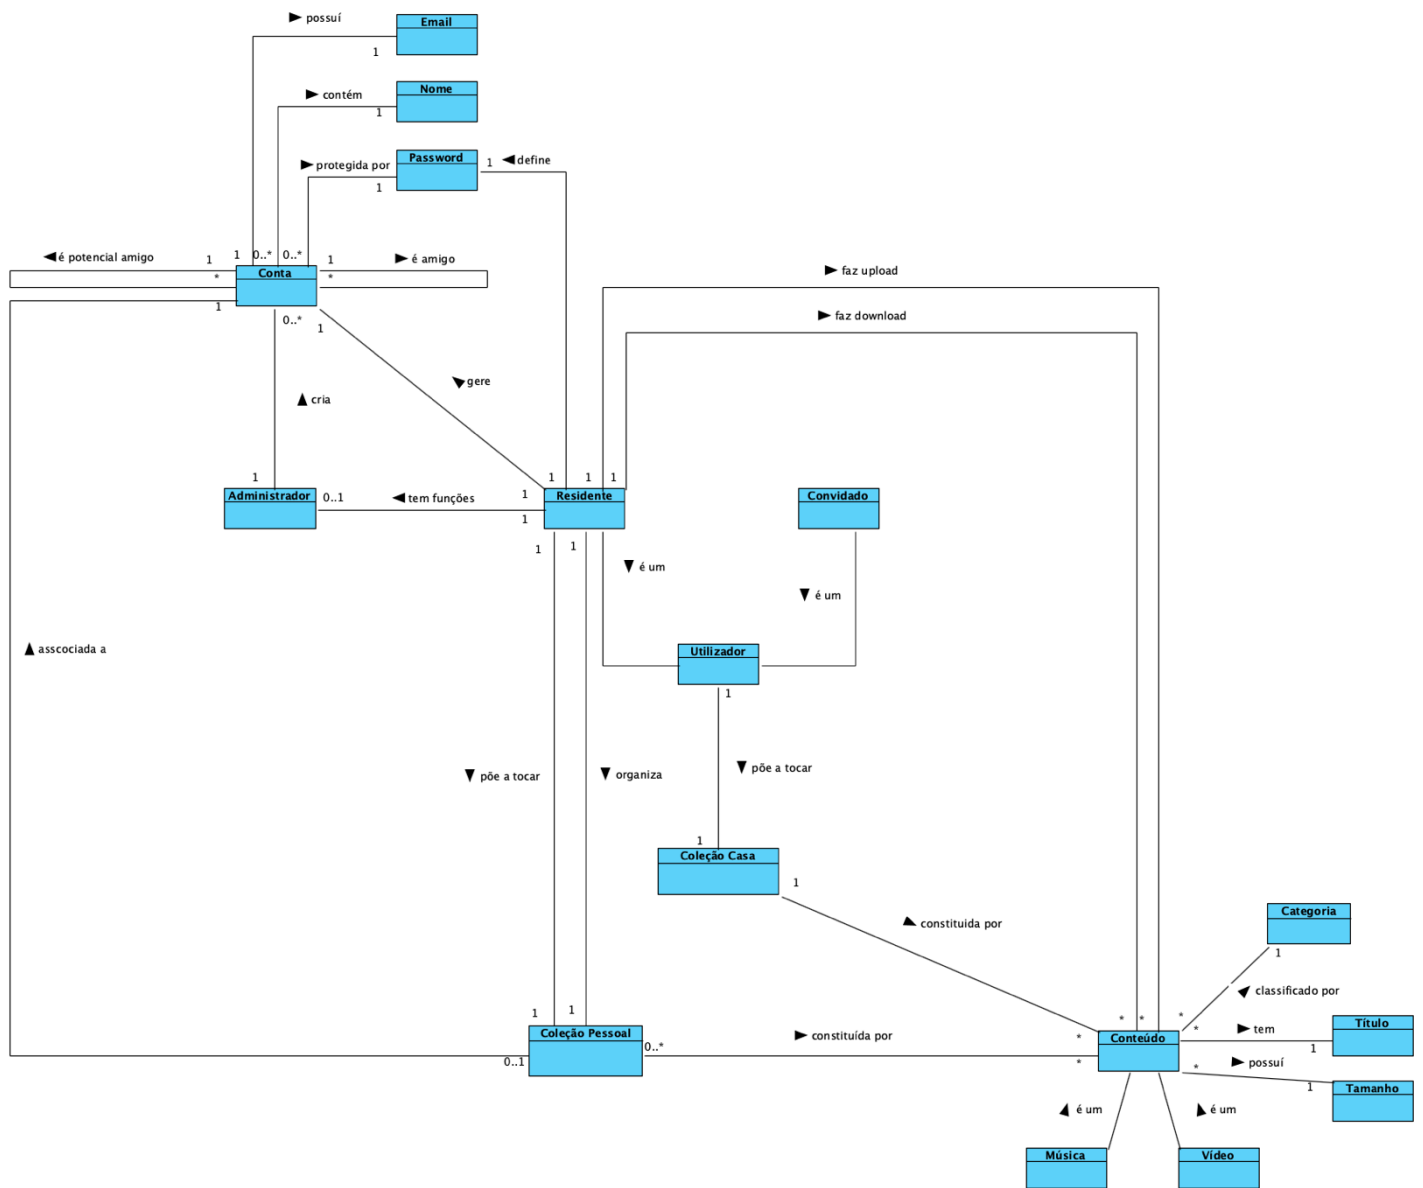 possuí
Email
1
Nome
contém
1
Password
protegida por
1
1
define
é potencial amigo
1
1
0..*
0..*
1
é amigo
*
*
Conta
1
0..*
1
faz upload
faz download
gere
cria
1
1
1
1
Administrador
0..1
tem funções
1
1
Residente
Convidado
1
1
é um
é um
asscociada a
Utilizador
1
põe a tocar
organiza
põe a tocar
1
Coleção Casa
1
constituida por
Categoria
1
classificado por
1
1
Coleção Pessoal
0..1
0..*
constituída por
*
*
*
*
Conteúdo
*
*
*
tem
1
Título
possuí
1
Tamanho
é um
é um
Música
Vídeo